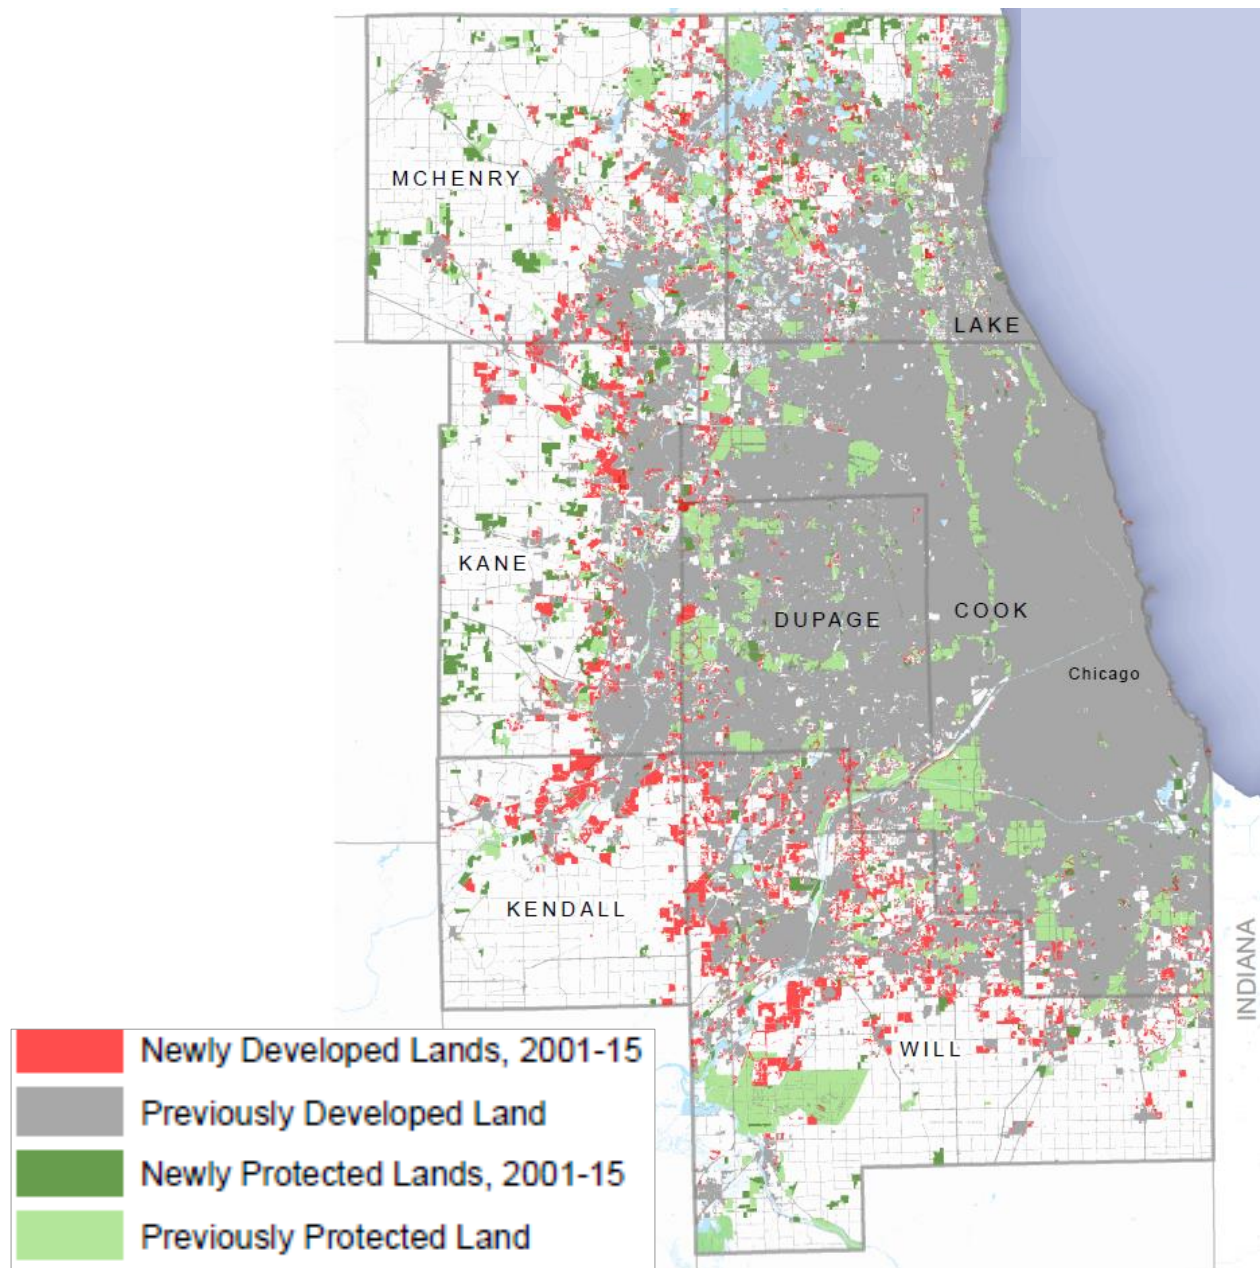 MCHENRY
LAKE
KANE
DUPAGE
COOK
Chicago
KENDALL
INDIANA
WILL
Newly Developed Lands, 2001-15
Previously Developed Land
Newly Protected Lands, 2001-15
Previously Protected Land